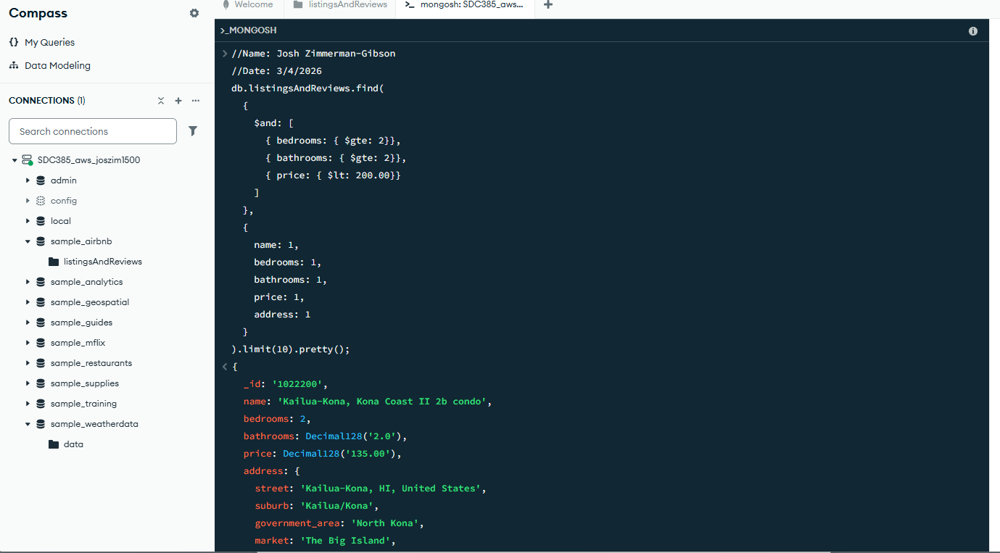 Compass
My Queries
Data Modeling
CONNECTIONS (1)
Search connections
SDC385_aws_joszim1500
admin
config
local
sample_airbnb
listingsAndReviews
sample_analytics
sample_geospatial
sample_guides
sample_mflix
sample_restaurants
sample_supplies
sample_training
sample_weatherdata
data
Welcome
listingsAndReviews
>_ mongosh: SDC385_aws...
>_MONGOSH
//Name: Josh Zimmerman-Gibson
//Date: 3/4/2026
db.listingsAndReviews.find(
{
$and: [
{ bedrooms: { $gte: 2}},
{ bathrooms: { $gte: 2}},
{ price: { $lt: 200.00}}
]
},
{
name: 1,
bedrooms: 1,
bathrooms: 1,
price: 1,
address: 1
}
).limit(10).pretty();
{
_id: '1022200',
name: 'Kailua-Kona, Kona Coast II 2b condo',
bedrooms: 2,
bathrooms: Decimal128('2.0'),
price: Decimal128('135.00'),
address: {
street: 'Kailua-Kona, HI, United States',
suburb: 'Kailua/Kona',
government_area: 'North Kona',
market: 'The Big Island',